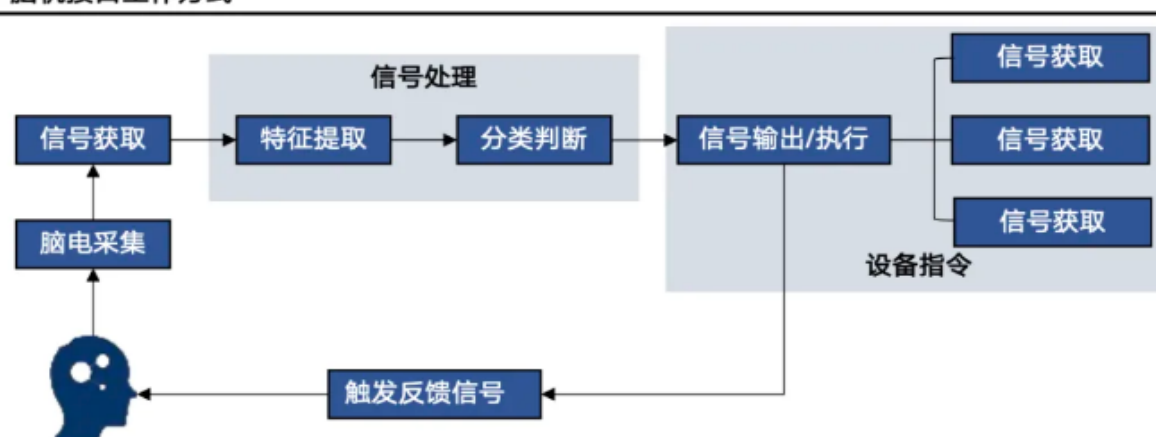 信号处理
信号获取
特征提取
分类判断
信号输出/执行
信号获取
信号获取
信号获取
设备指令
脑电采集
触发反馈信号